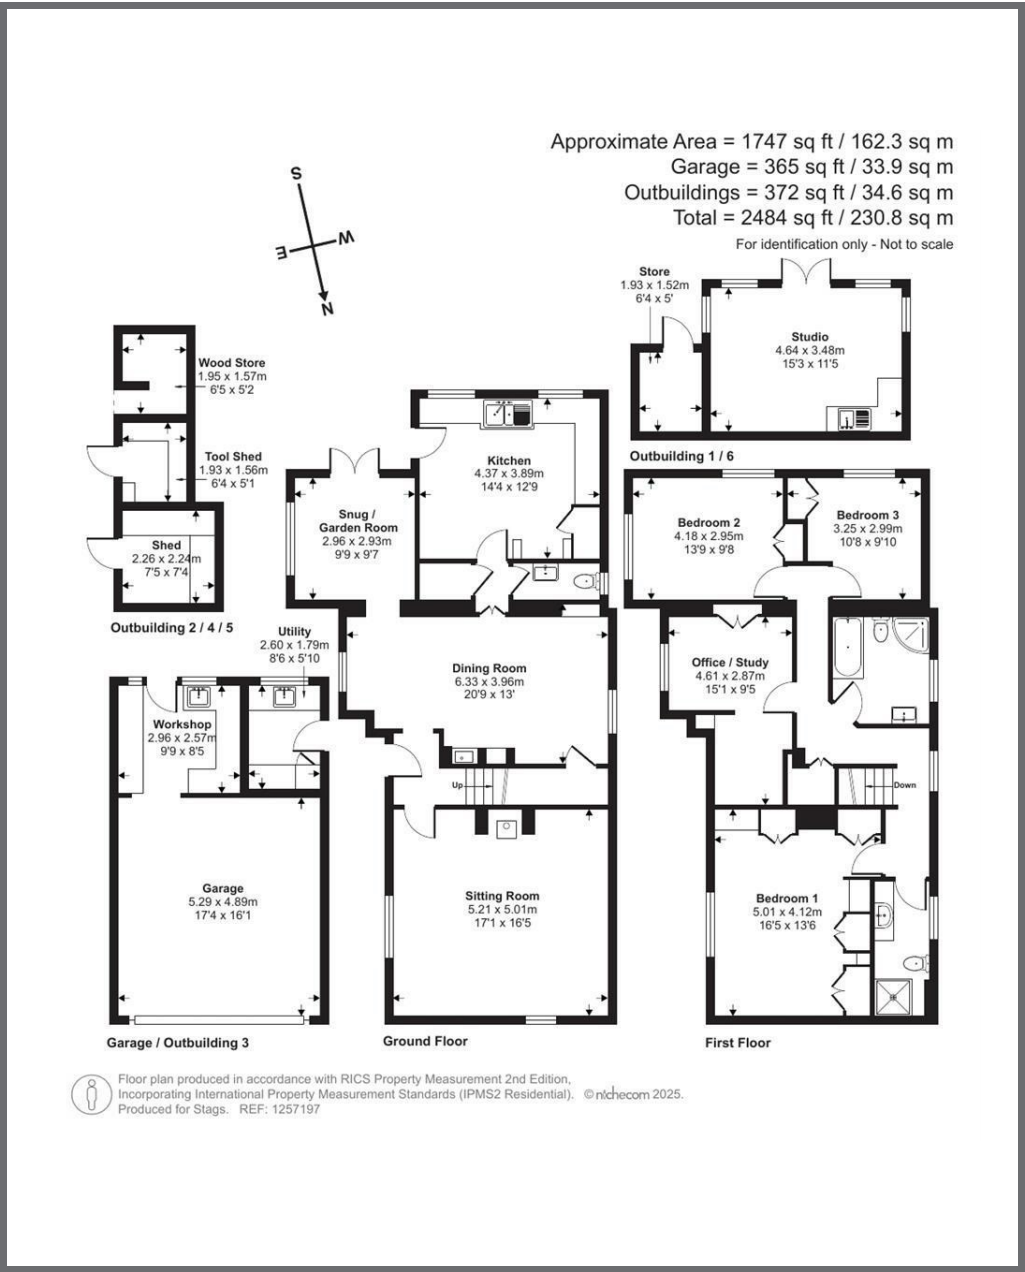 Approximate Area = 1747 sq ft / 162.3 sq m
Garage = 365 sq ft / 33.9 sq m
Outbuildings = 372 sq ft / 34.6 sq m
Total = 2484 sq ft / 230.8 sq m
For identification only - Not to scale
S
E
W
N
Store
1.93 x 1.52m
6'4 x 5'
Studio
4.64 x 3.48m
15'3 x 11'5
Outbuilding 1 / 6
Wood Store
1.95 x 1.57m
6'5 x 5'2
Tool Shed
1.93 x 1.56m
6'4 x 5'1
Shed
2.26 x 2.24m
7'5 x 7'4
Outbuilding 2 / 4 / 5
Kitchen
4.37 x 3.89m
14'4 x 12'9
Snug /
Garden Room
2.96 x 2.93m
9'9 x 9'7
Bedroom 2
4.18 x 2.95m
13'9 x 9'8
Bedroom 3
3.25 x 2.99m
10'8 x 9'10
Utility
2.60 x 1.79m
8'6 x 5'10
Workshop
2.96 x 2.57m
9'9 x 8'5
Dining Room
6.33 x 3.96m
20'9 x 13'
Office / Study
4.61 x 2.87m
15'1 x 9'5
Up
Down
Garage
5.29 x 4.89m
17'4 x 16'1
Sitting Room
5.21 x 5.01m
17'1 x 16'5
Bedroom 1
5.01 x 4.12m
16'5 x 13'6
Garage / Outbuilding 3
Ground Floor
First Floor
Floor plan produced in accordance with RICS Property Measurement 2nd Edition,
Incorporating International Property Measurement Standards (IPMS2 Residential). © nıchecom 2025.
Produced for Stags. REF: 1257197